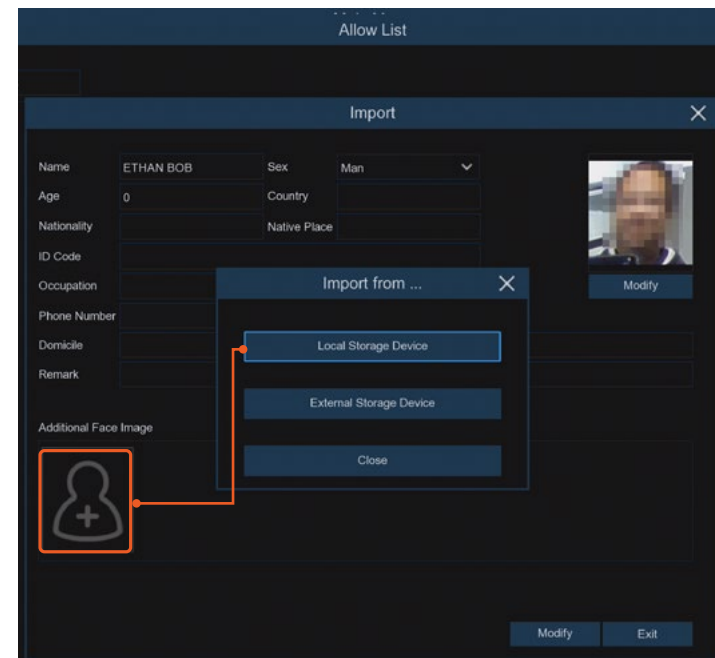 Allow List
Import
Name ETHAN BOB Sex Man
Age 0 Country
Nationality Native Place
ID Code
Occupation
Modify
Phone Number
Domicile
Remark
Additional Face Image
Import from ...
Local Storage Device
External Storage Device
Close
Modify Exit